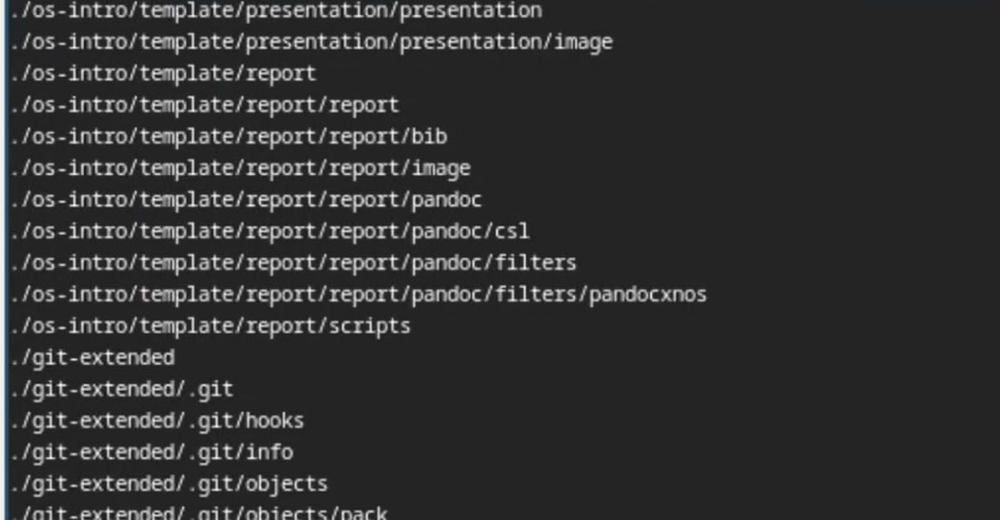 ./os-intro/template/presentation/presentation
./os-intro/template/presentation/presentation/image
./os-intro/template/report
./os-intro/template/report/report
./os-intro/template/report/report/bib
./os-intro/template/report/report/image
./os-intro/template/report/report/pandoc
./os-intro/template/report/report/pandoc/csl
./os-intro/template/report/report/pandoc/filters
./os-intro/template/report/report/pandoc/filters/pandocxnos
./os-intro/template/report/scripts
./git-extended
./git-extended/.git
./git-extended/.git/hooks
./git-extended/.git/info
./git-extended/.git/objects
./git-extended/.git/objects/pack